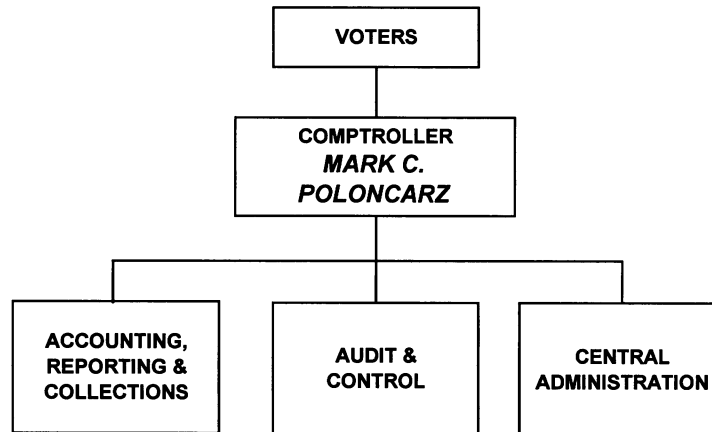 VOTERS
COMPTROLLER
MARK C.
POLONCARZ
ACCOUNTING,
REPORTING &
COLLECTIONS
AUDIT &
CONTROL
CENTRAL
ADMINISTRATION